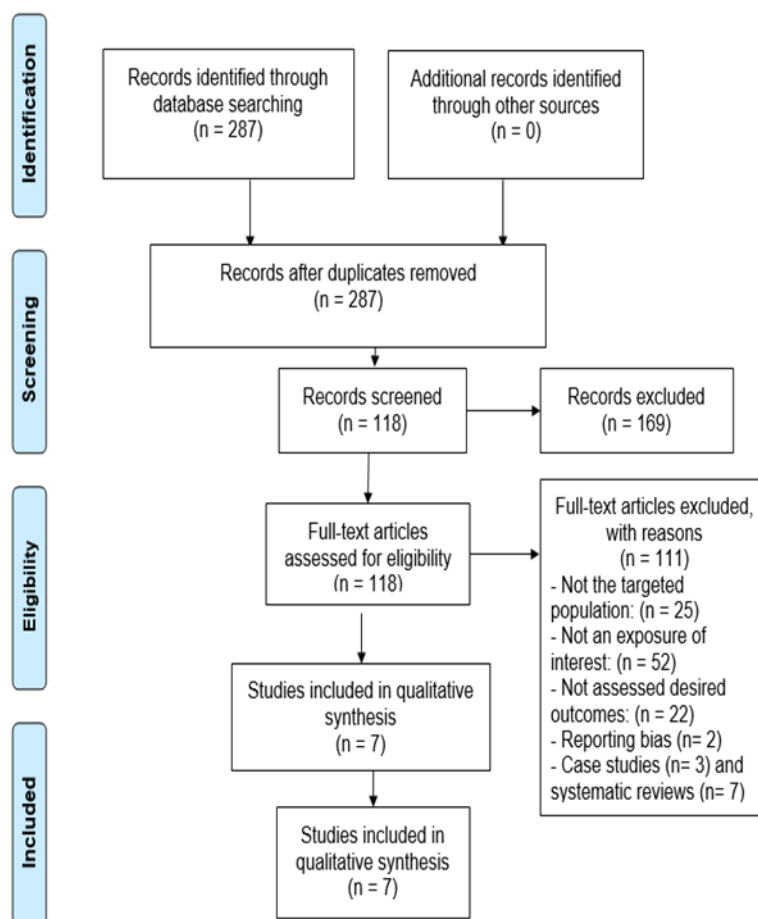 Identification
Records identified through
database searching
(n = 287)
Additional records identified
through other sources
(n = 0)
Screening
Records after duplicates removed
(n = 287)
Records screened
(n = 118)
Records excluded
(n = 169)
Eligibility
Full-text articles
assessed for eligibility
(n = 118)
Full-text articles excluded,
with reasons
(n = 111)
- Not the targeted
population: (n = 25)
- Not an exposure of
interest: (n = 52)
- Not assessed desired
outcomes: (n = 22)
- Reporting bias (n= 2)
- Case studies (n= 3) and
systematic reviews (n= 7)
Studies included in qualitative
synthesis
(n = 7)
Included
Studies included in
qualitative synthesis
(n = 7)